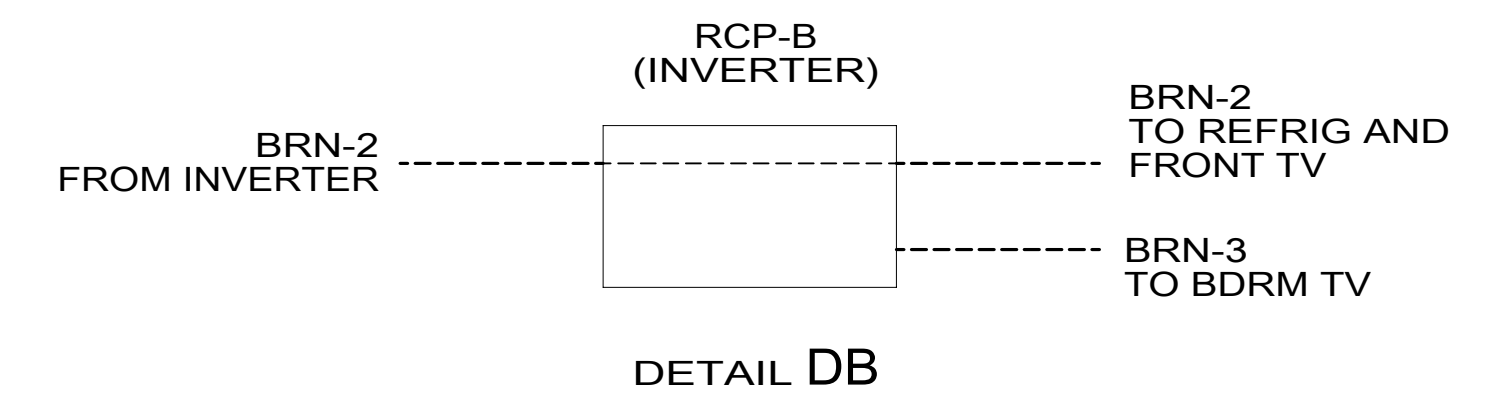 RCP-B
(INVERTER)
BRN-2
FROM INVERTER
BRN-2
TO REFRIG AND
FRONT TV
BRN-3
TO BDRM TV
DETAIL DB